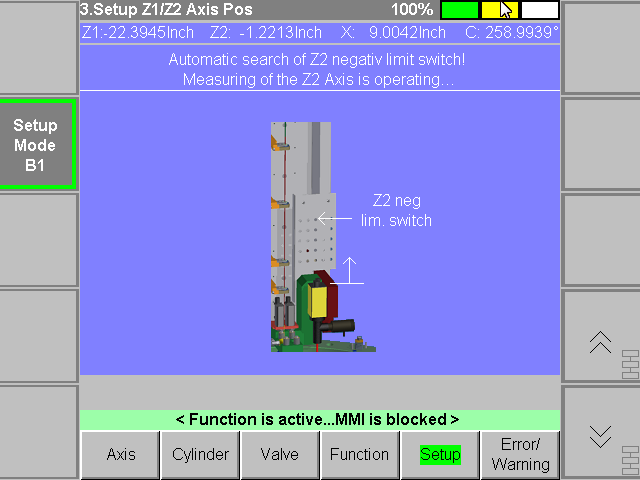 3.Setup Z1/Z2 Axis Pos 100%
Z1:-22.3945Inch Z2: -1.2213Inch X: 9.0042Inch C: 258.9939°
Automatic search of Z2 negativ limit switch!
Measuring of the Z2 Axis is operating...
Setup
Mode
B1
Z2 neg
lim. switch
< Function is active...MMI is blocked >
Axis Cylinder Valve Function Setup Error/
Warning